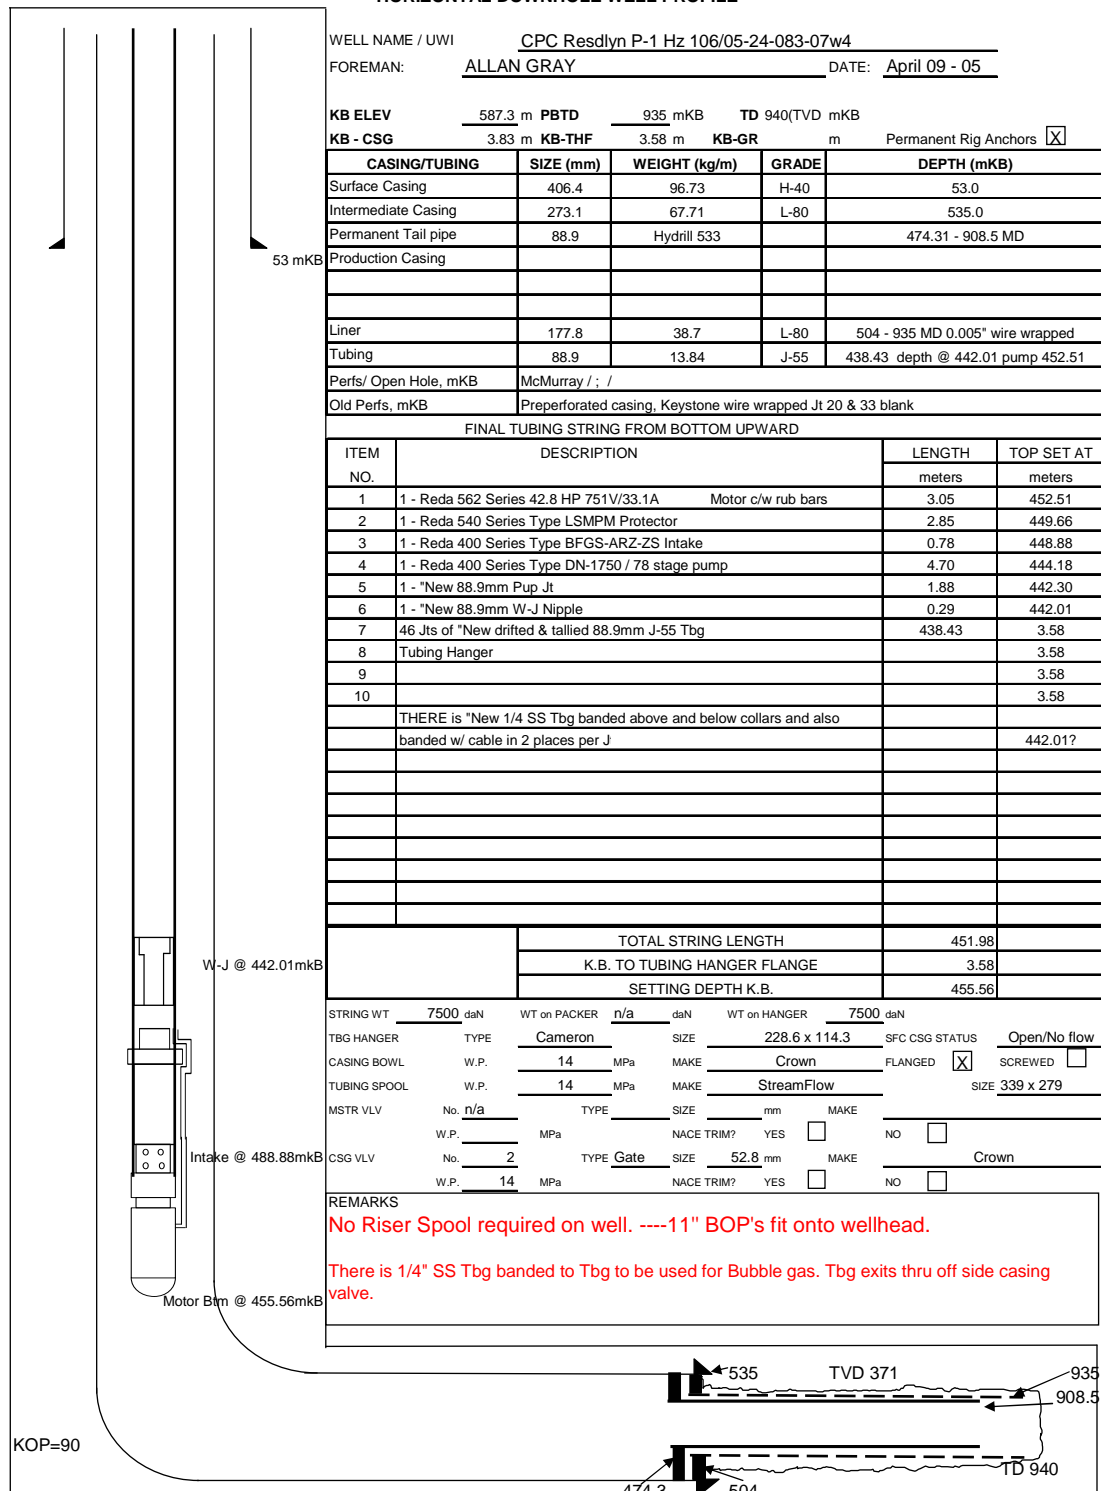 HORIZONTAL DOWNHOLE WELL PROFILE
WELL NAME / UWI CPC Resdlyn P-1 Hz 106/05-24-083-07w4
FOREMAN: ALLAN GRAY DATE: April 09 - 05
KB ELEV 587.3 m PBTD 935 mKB TD 940(TVD mKB
KB - CSG 3.83 m KB-THF 3.58 m KB-GR m Permanent Rig Anchors X
CASING/TUBING SIZE (mm) WEIGHT (kg/m) GRADE DEPTH (mKB)
Surface Casing 406.4 96.73 H-40 53.0
Intermediate Casing 273.1 67.71 L-80 535.0
Permanent Tail pipe 88.9 Hydrill 533 474.31 - 908.5 MD
53 mKB Production Casing
Liner 177.8 38.7 L-80 504 - 935 MD 0.005" wire wrapped
Tubing 88.9 13.84 J-55 438.43 depth @ 442.01 pump 452.51
Perfs/ Open Hole, mKB McMurray / ; /
Old Perfs, mKB Preperforated casing, Keystone wire wrapped Jt 20 & 33 blank
FINAL TUBING STRING FROM BOTTOM UPWARD
ITEM DESCRIPTION LENGTH TOP SET AT
NO. meters meters
1 1 - Reda 562 Series 42.8 HP 751V/33.1A Motor c/w rub bars 3.05 452.51
2 1 - Reda 540 Series Type LSMPM Protector 2.85 449.66
3 1 - Reda 400 Series Type BFGS-ARZ-ZS Intake 0.78 448.88
4 1 - Reda 400 Series Type DN-1750 / 78 stage pump 4.70 444.18
5 1 - "New 88.9mm Pup Jt 1.88 442.30
6 1 - "New 88.9mm W-J Nipple 0.29 442.01
7 46 Jts of "New drifted & tallied 88.9mm J-55 Tbg 438.43 3.58
8 Tubing Hanger 3.58
9 3.58
10 3.58
THERE is "New 1/4 SS Tbg banded above and below collars and also
banded w/ cable in 2 places per J 442.01?
TOTAL STRING LENGTH 451.98
W-J @ 442.01mkB K.B. TO TUBING HANGER FLANGE 3.58
SETTING DEPTH K.B. 455.56
STRING WT 7500 daN WT on PACKER n/a daN WT on HANGER 7500 daN
TBG HANGER TYPE Cameron SIZE 228.6 x 114.3 SFC CSG STATUS Open/No flow
CASING BOWL W.P. 14 MPa MAKE Crown FLANGED X SCREWED
TUBING SPOOL W.P. 14 MPa MAKE StreamFlow SIZE 339 x 279
MSTR VLV No. n/a TYPE SIZE mm MAKE
W.P. MPa NACE TRIM? YES NO
Intake @ 488.88mkB CSG VLV No. 2 TYPE Gate SIZE 52.8 mm MAKE Crown
W.P. 14 MPa NACE TRIM? YES NO
REMARKS
No Riser Spool required on well. ----11" BOP's fit onto wellhead.
There is 1/4" SS Tbg banded to Tbg to be used for Bubble gas. Tbg exits thru off side casing
valve.
Motor Btm @ 455.56mkB
535 TVD 371 935
908.5
KOP=90
TD 940
474.3 504